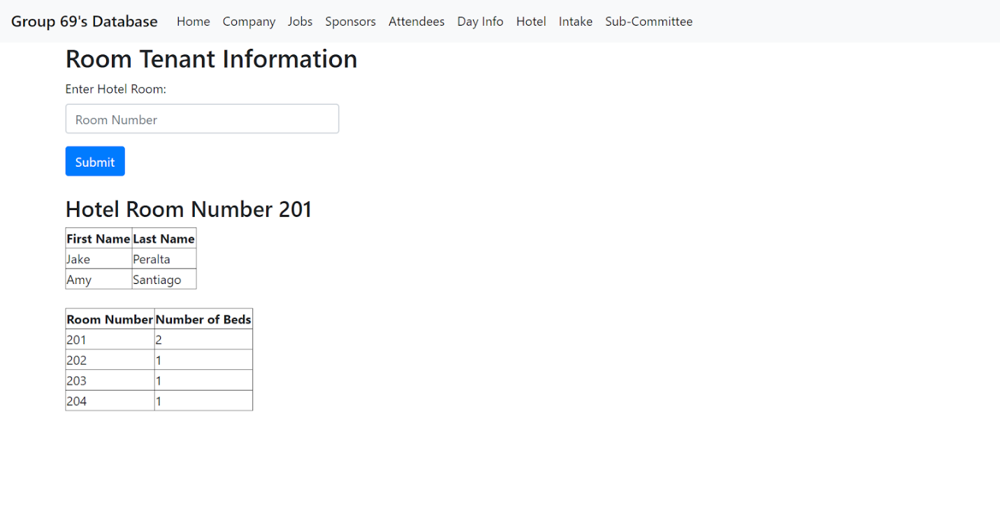 Group 69's Database Home Company Jobs Sponsors Attendees Day Info Hotel Intake Sub-Committee
Room Tenant Information
Enter Hotel Room:
Room Number
Submit
Hotel Room Number 201
First Name Last Name
Jake Peralta
Amy Santiago
Room Number Number of Beds
201 2
202 1
203 1
204 1